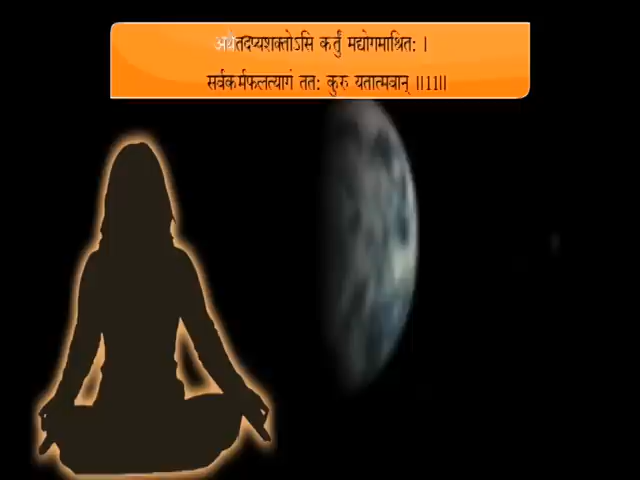 अथैतदप्यशक्तोऽसि कर्तुं मद्योगमाश्रितः ।
सर्वकर्मफलत्यागं ततः कुरु यतात्मवान् ॥11॥